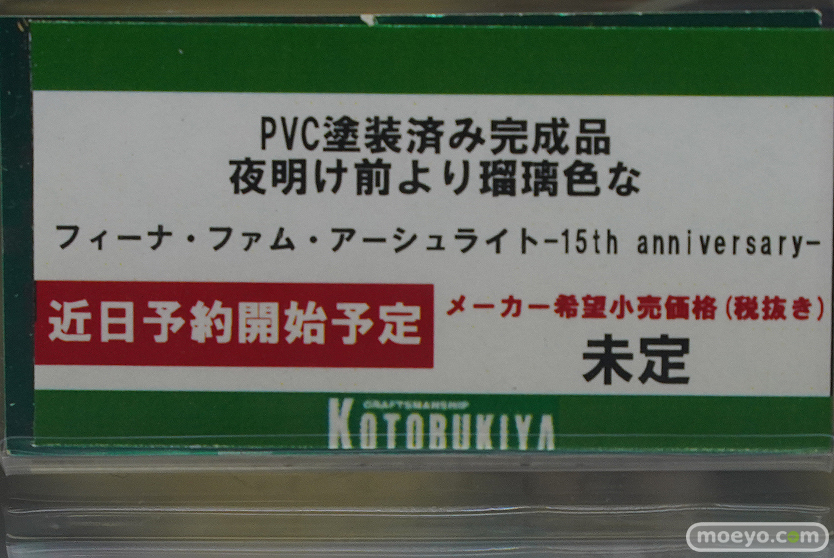 PVC塗装済み完成品
夜明け前より瑠璃色な
フィーナ・ファム・アーシュライト-15th anniversary-
近日予約開始予定
メーカー希望小売価格(税抜き)
未定
CRAFTSMANSHIP
KOTOBUKIYA
moeyo.com